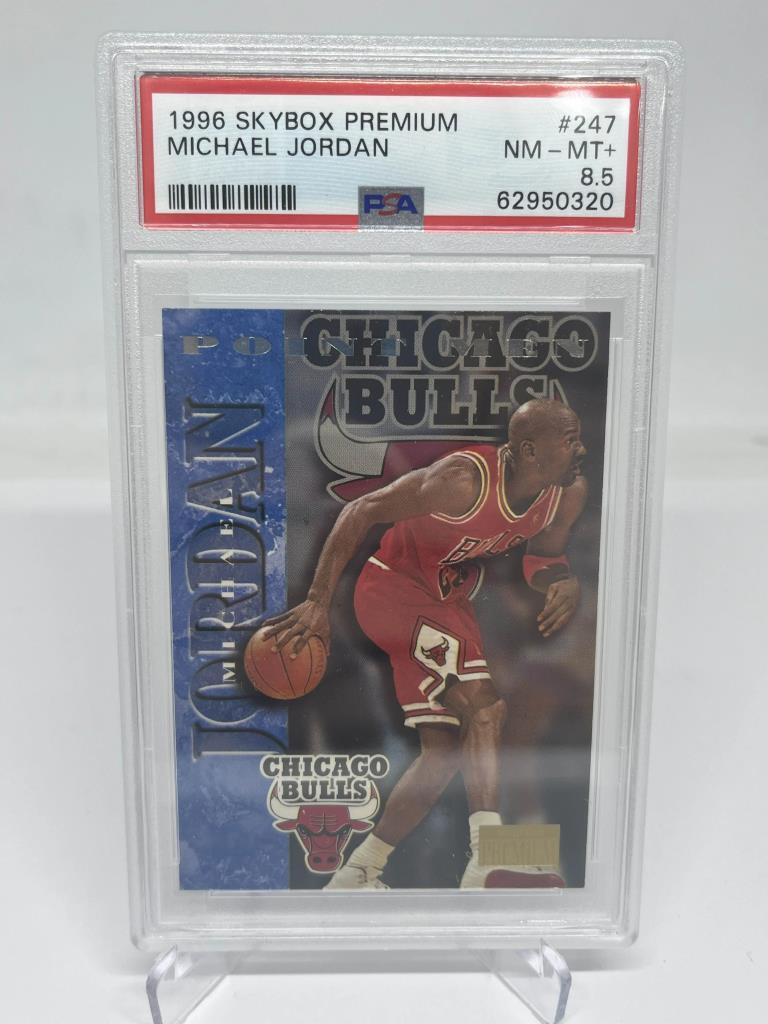 1996 SKYBOX PREMIUM #247
MICHAEL JORDAN NM - MT+
8.5
PSA 62950320
POINT MEN
CHICAGO
BULLS
JORDAN
MICHAEL
BULLS
CHICAGO
BULLS
PREMIUM